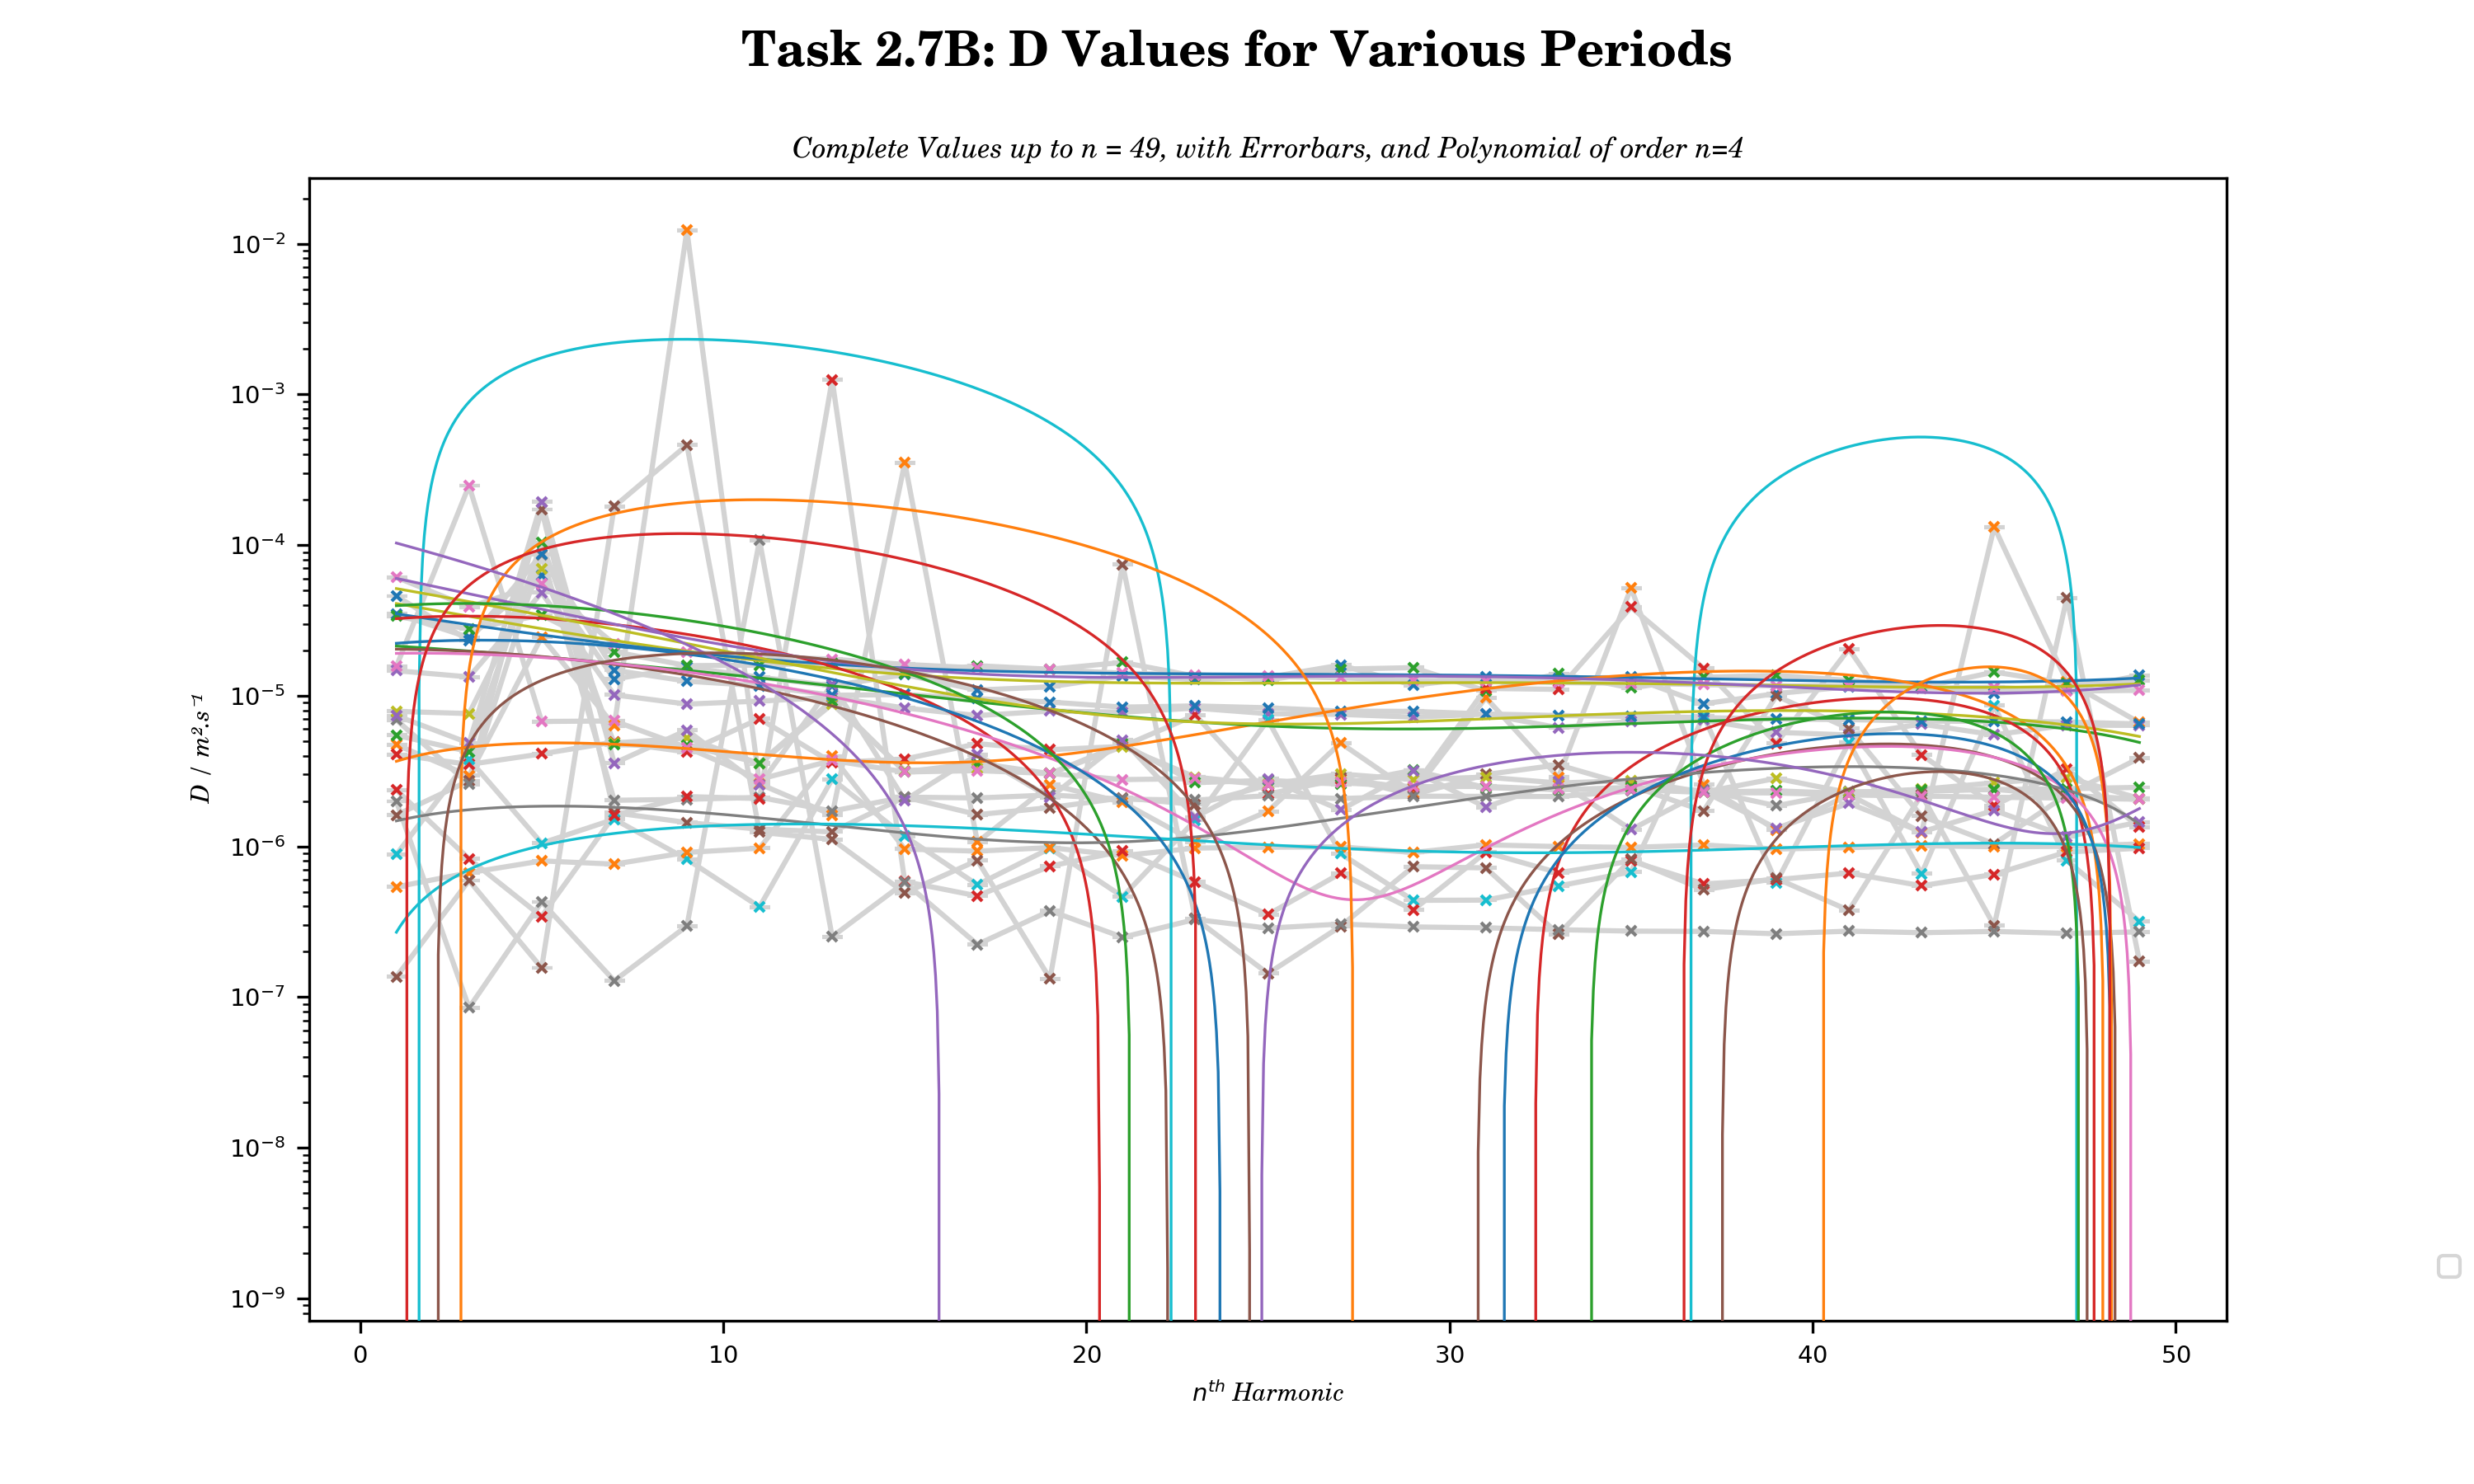 Task 2.7B: D Values for Various Periods
Complete Values up to n = 49, with Errorbars, and Polynomial of order n=4
D / m².s⁻¹
10⁻²
10⁻³
10⁻⁴
10⁻⁵
10⁻⁶
10⁻⁷
10⁻⁸
10⁻⁹
0 10 20 30 40 50
nᵗʰ Harmonic